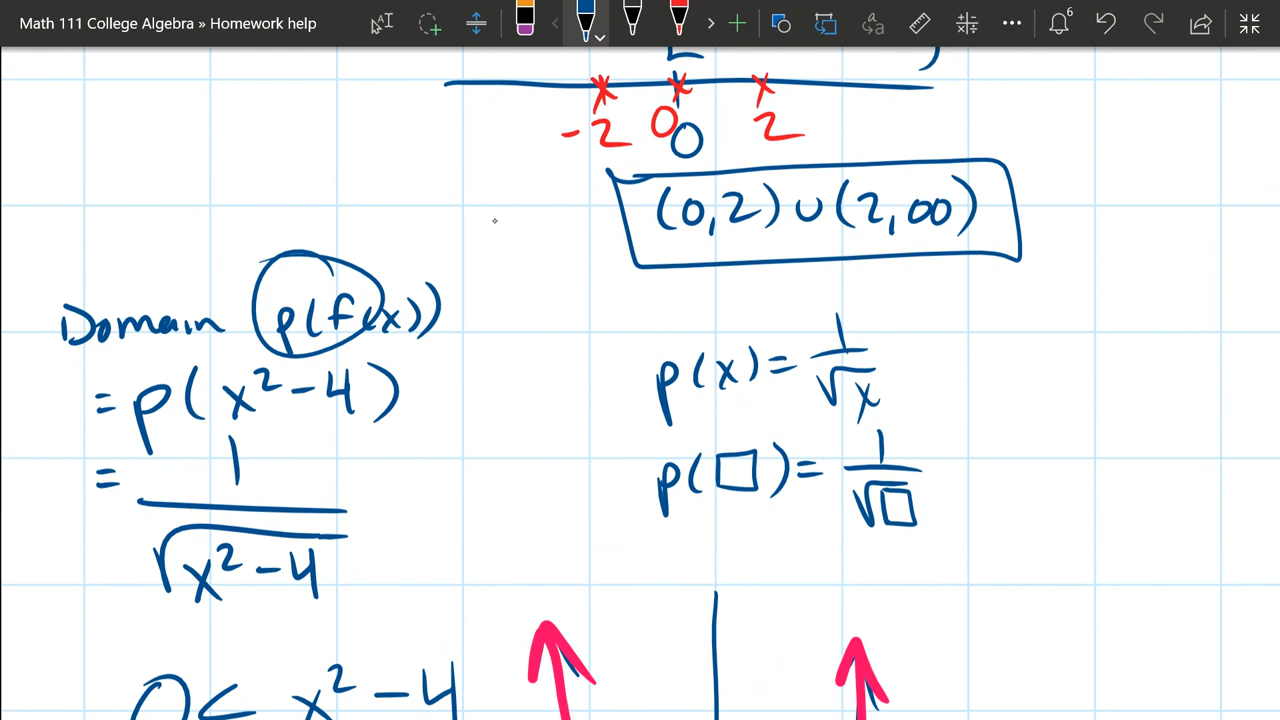 Math 111 College Algebra » Homework help
6
-2 0 2
0
(0,2)∪(2,∞)
Domain p(f(x))
= p(x²-4)
= 1/√(x²-4)
p(x)= 1/√x
p(□)= 1/√□
0< x²-4